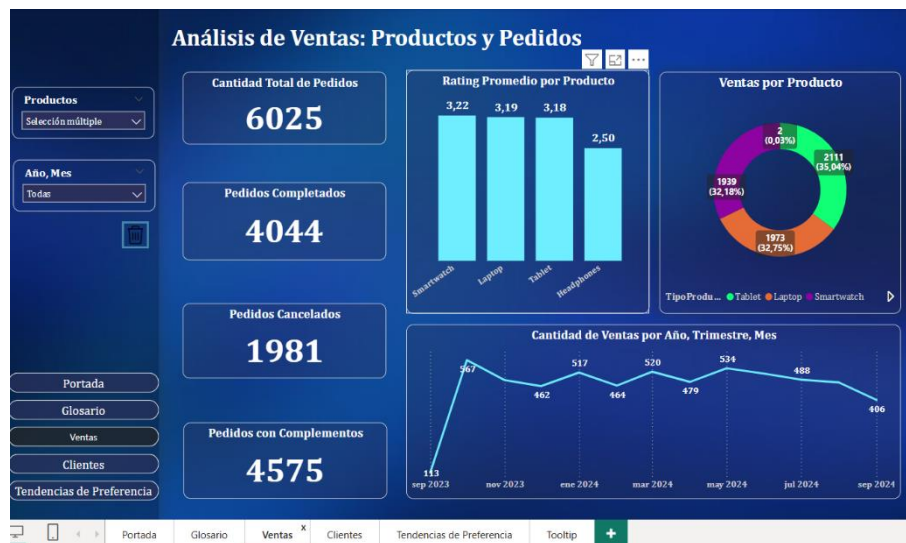 Análisis de Ventas: Productos y Pedidos
Productos
Selección múltiple
Año, Mes
Todas
Portada
Glosario
Ventas
Clientes
Tendencias de Preferencia
Cantidad Total de Pedidos
6025
Pedidos Completados
4044
Pedidos Cancelados
1981
Pedidos con Complementos
4575
Rating Promedio por Producto
3,22 3,19 3,18 2,50
Smartwatch Laptop Tablet Headphones
Ventas por Producto
2
(0,03%)
2111
(35,04%)
1939
(32,18%)
1973
(32,75%)
TipoProdu... Tablet Laptop Smartwatch
Cantidad de Ventas por Año, Trimestre, Mes
113 567 462 517 464 520 479 534 488 406
sep 2023 nov 2023 ene 2024 mar 2024 may 2024 jul 2024 sep 2024
Portada Glosario Ventas x Clientes Tendencias de Preferencia Tooltip +